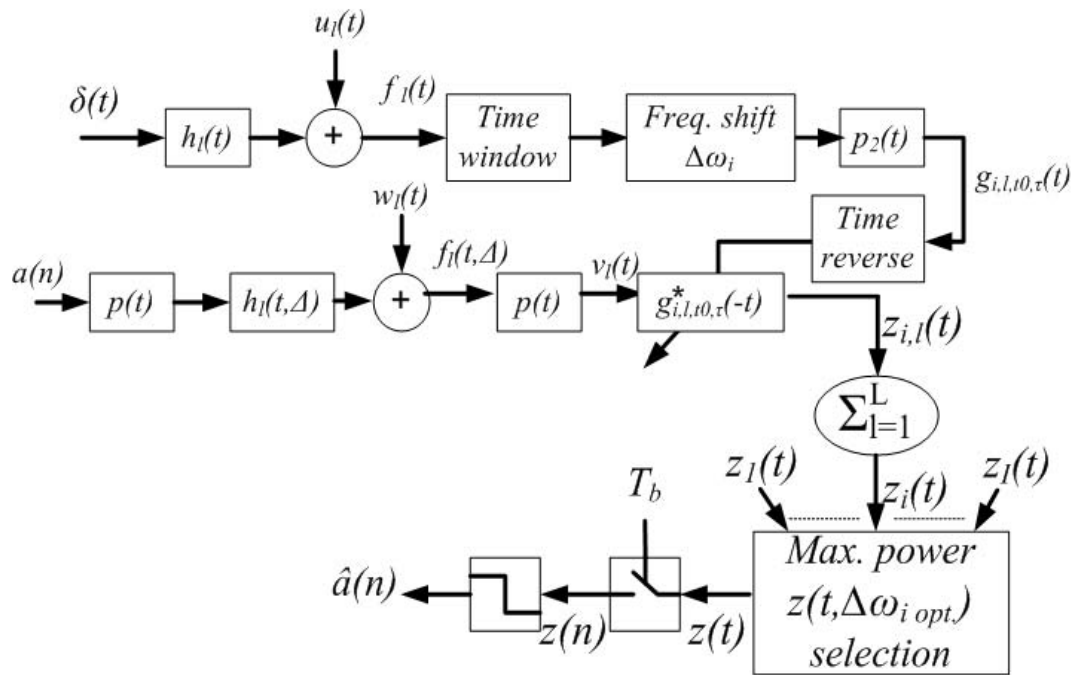 u_l(t)
δ(t)
h_l(t)
+
f_l(t)
Time
window
Freq. shift
Δω_i
p_2(t)
g_{i,l,t0,τ}(t)
Time
reverse
w_l(t)
a(n)
p(t)
h_l(t,Δ)
+
f_l(t,Δ)
p(t)
v_l(t)
g*_{i,l,t0,τ}(-t)
z_{i,l}(t)
Σ_{l=1}^{L}
z_1(t)
z_i(t)
z_I(t)
T_b
Max. power
z(t,Δω_{i opt.})
selection
â(n)
z(n)
z(t)